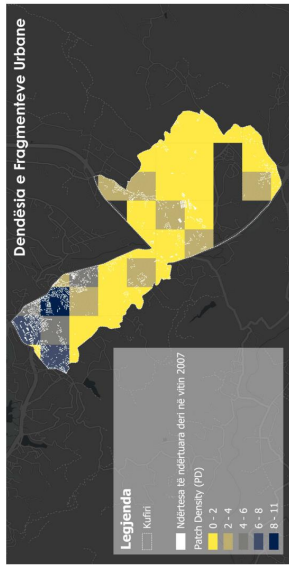 Dendësia e Fragmenteve Urbane
Legjenda
Kufiri
Ndërtesa të ndërtuara deri në vitin 2007
Patch Density (PD)
0 - 2
2 - 4
4 - 6
6 - 8
8 - 11